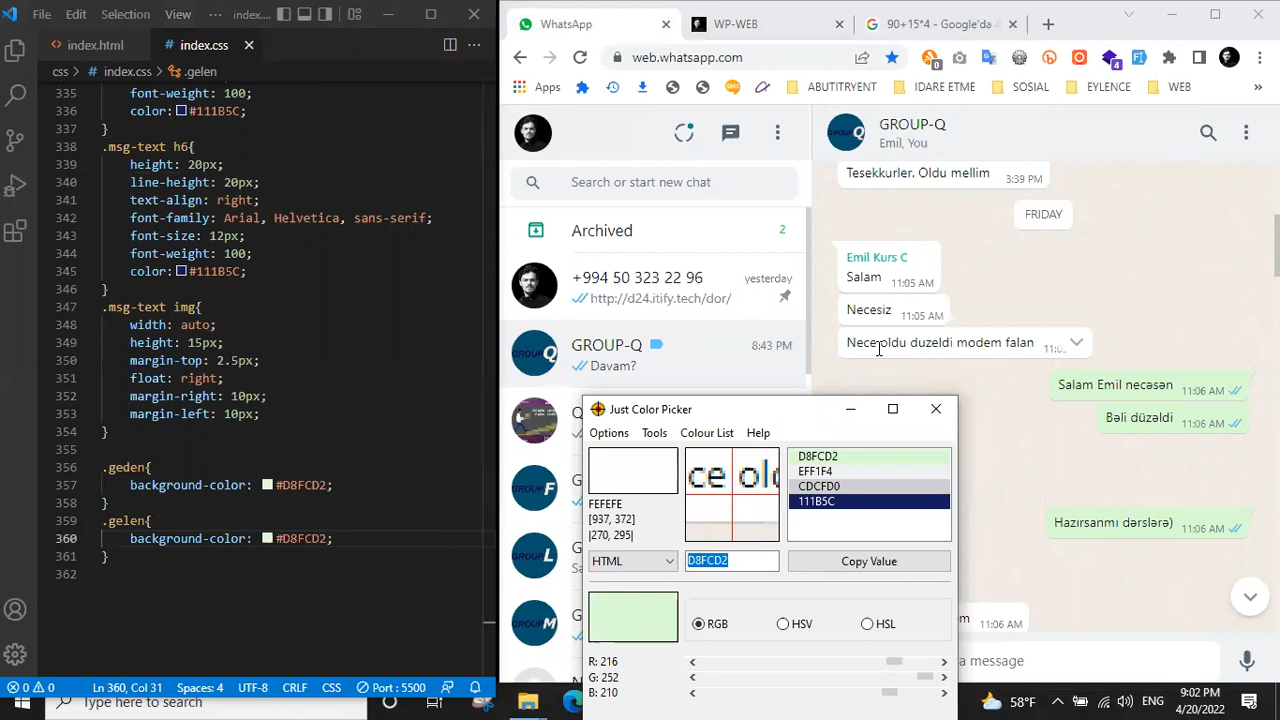 File
Edit
Selection
View
···
index....
index.html
index.css
css > index.css > .gelen
335 font-weight: 100;
336 color: #111B5C;
337 }
338 .msg-text h6{
339 height: 20px;
340 line-height: 20px;
341 text-align: right;
342 font-family: Arial, Helvetica, sans-serif;
343 font-size: 12px;
344 font-weight: 100;
345 color: #111B5C;
346 }
347 .msg-text img{
348 width: auto;
349 height: 15px;
350 margin-top: 2.5px;
351 float: right;
352 margin-right: 10px;
353 margin-left: 10px;
354 }
355
356 .geden{
357 background-color: #D8FCD2;
358 }
359 .gelen{
360 background-color: #D8FCD2;
361 }
362
0 0
Ln 360, Col 31
Spaces: 4
UTF-8
CRLF
CSS
Port : 5500
WhatsApp
WP-WEB
90+15*4 - Google'da A
web.whatsapp.com
0
4
Apps
SMS
ABUTITRYENT
IDARE ETME
SOSIAL
EYLENCE
WEB
»
Search or start new chat
Archived
2
+994 50 323 22 96
yesterday
http://d24.itify.tech/dor/
GROUP-Q
8:43 PM
Davam?
GROUP-Q
Emil, You
Tesekkurler. Oldu mellim
3:39 PM
FRIDAY
Emil Kurs C
Salam
11:05 AM
Necesiz
11:05 AM
Nece oldu duzeldi modem falan
Salam Emil necəsən
11:06 AM
Bəli düzəldi
11:06 AM
Hazırsanmı dərslərə)
11:06 AM
11:06 AM
a message
Just Color Picker
Options
Tools
Colour List
Help
ce old
FEFEFE
[937, 372]
|270, 295|
D8FCD2
EFF1F4
CDCFD0
111B5C
HTML
D8FCD2
Copy Value
RGB
HSV
HSL
R: 216
G: 252
B: 210
Type here to search
58°F
ENG
9:02 PM
4/20/2022